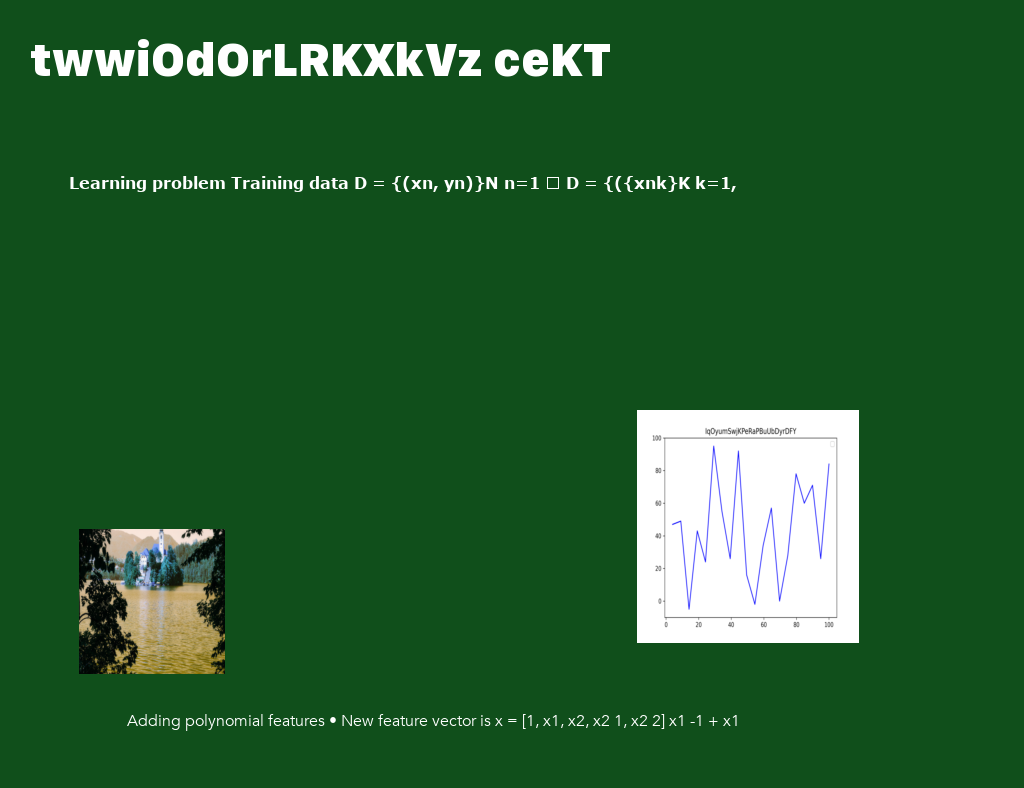 twwiOdOrLRKXkVz ceKT
Learning problem Training data D = {(xn, yn)}N n=1 □ D = {({xnk}K k=1,
IqOyumSwjKPeRaPBuUbDyrDFY
100
80
60
40
20
0
0 20 40 60 80 100
Adding polynomial features • New feature vector is x = [1, x1, x2, x2 1, x2 2] x1 -1 + x1